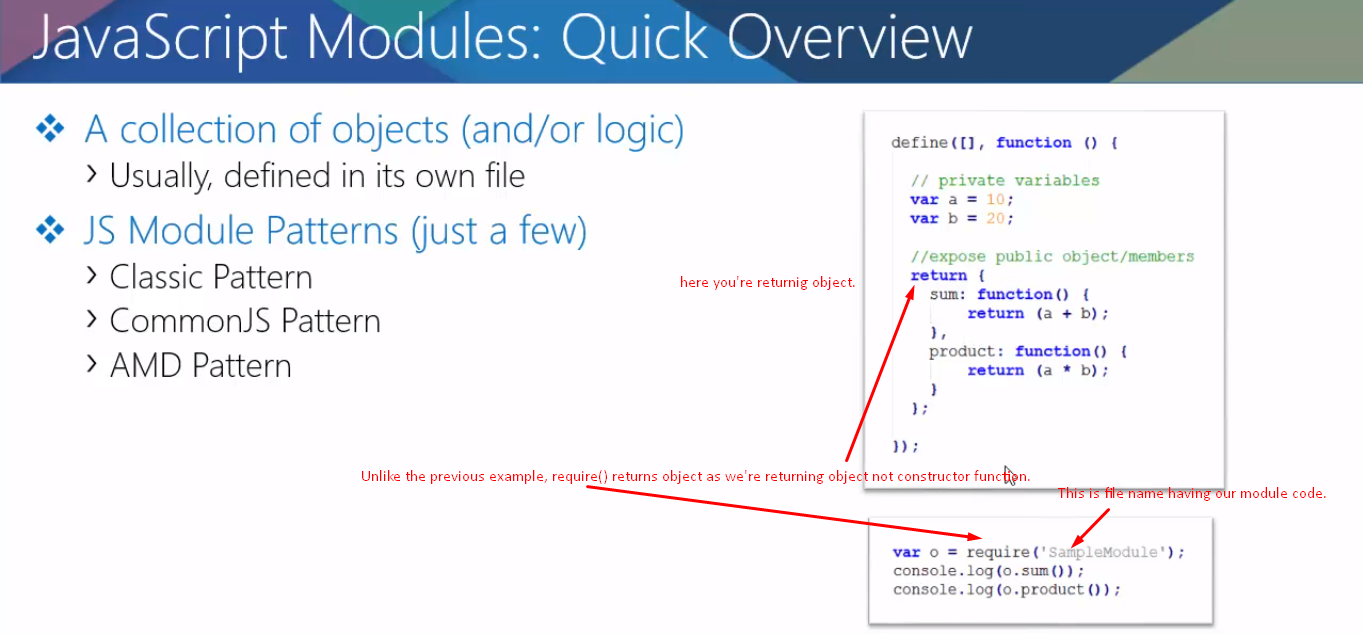 JavaScript Modules: Quick Overview
A collection of objects (and/or logic)
Usually, defined in its own file
JS Module Patterns (just a few)
Classic Pattern
CommonJS Pattern
AMD Pattern
define([], function () {
// private variables
var a = 10;
var b = 20;
//expose public object/members
return {
sum: function() {
return (a + b);
},
product: function() {
return (a * b);
}
};
});
here you're returnig object.
Unlike the previous example, require() returns object as we're returning object not constructor function.
This is file name having our module code.
var o = require('SampleModule');
console.log(o.sum());
console.log(o.product());